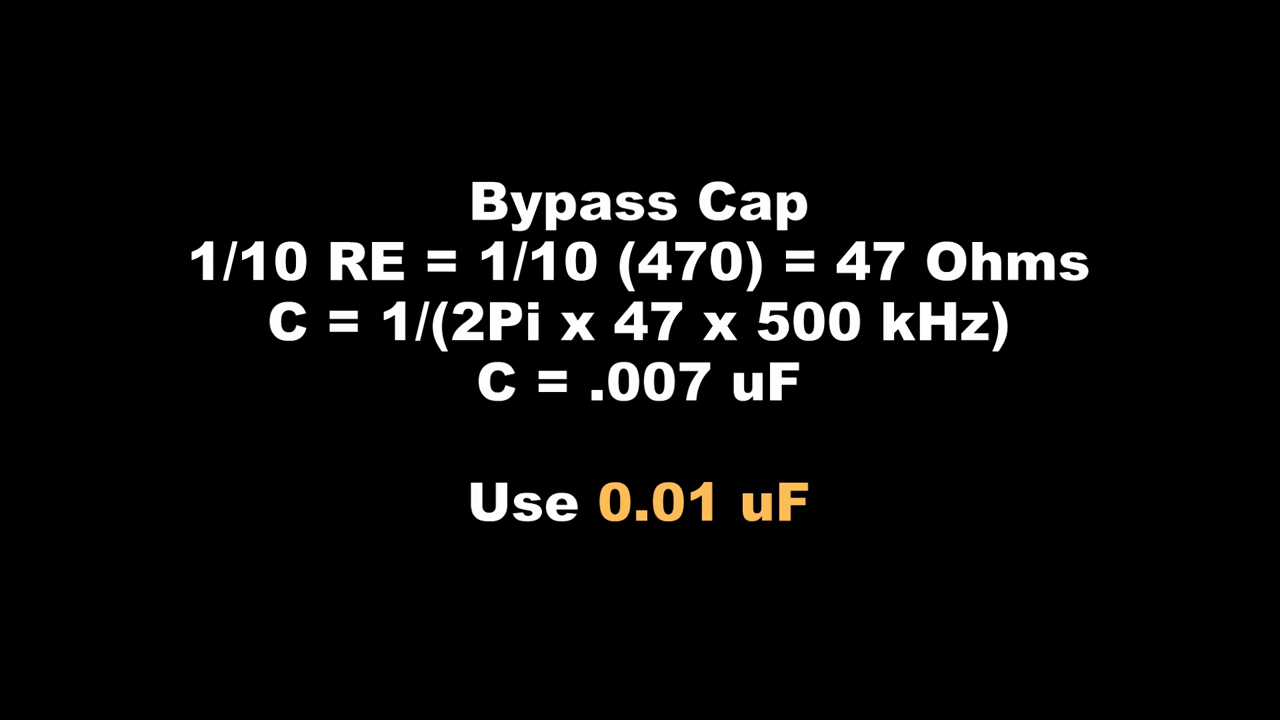 Bypass Cap
1/10 RE = 1/10 (470) = 47 Ohms
C = 1/(2Pi x 47 x 500 kHz)
C = .007 uF
Use 0.01 uF